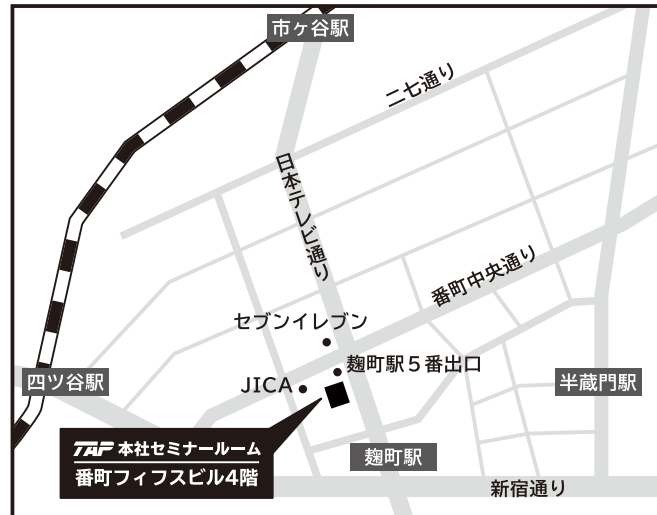 市ヶ谷駅
二七通り
日本テレビ通り
番町中央通り
セブンイレブン
麹町駅5番出口
JICA
四ツ谷駅
半蔵門駅
TAP 本社セミナールーム
番町フィフスビル4階
麹町駅
新宿通り